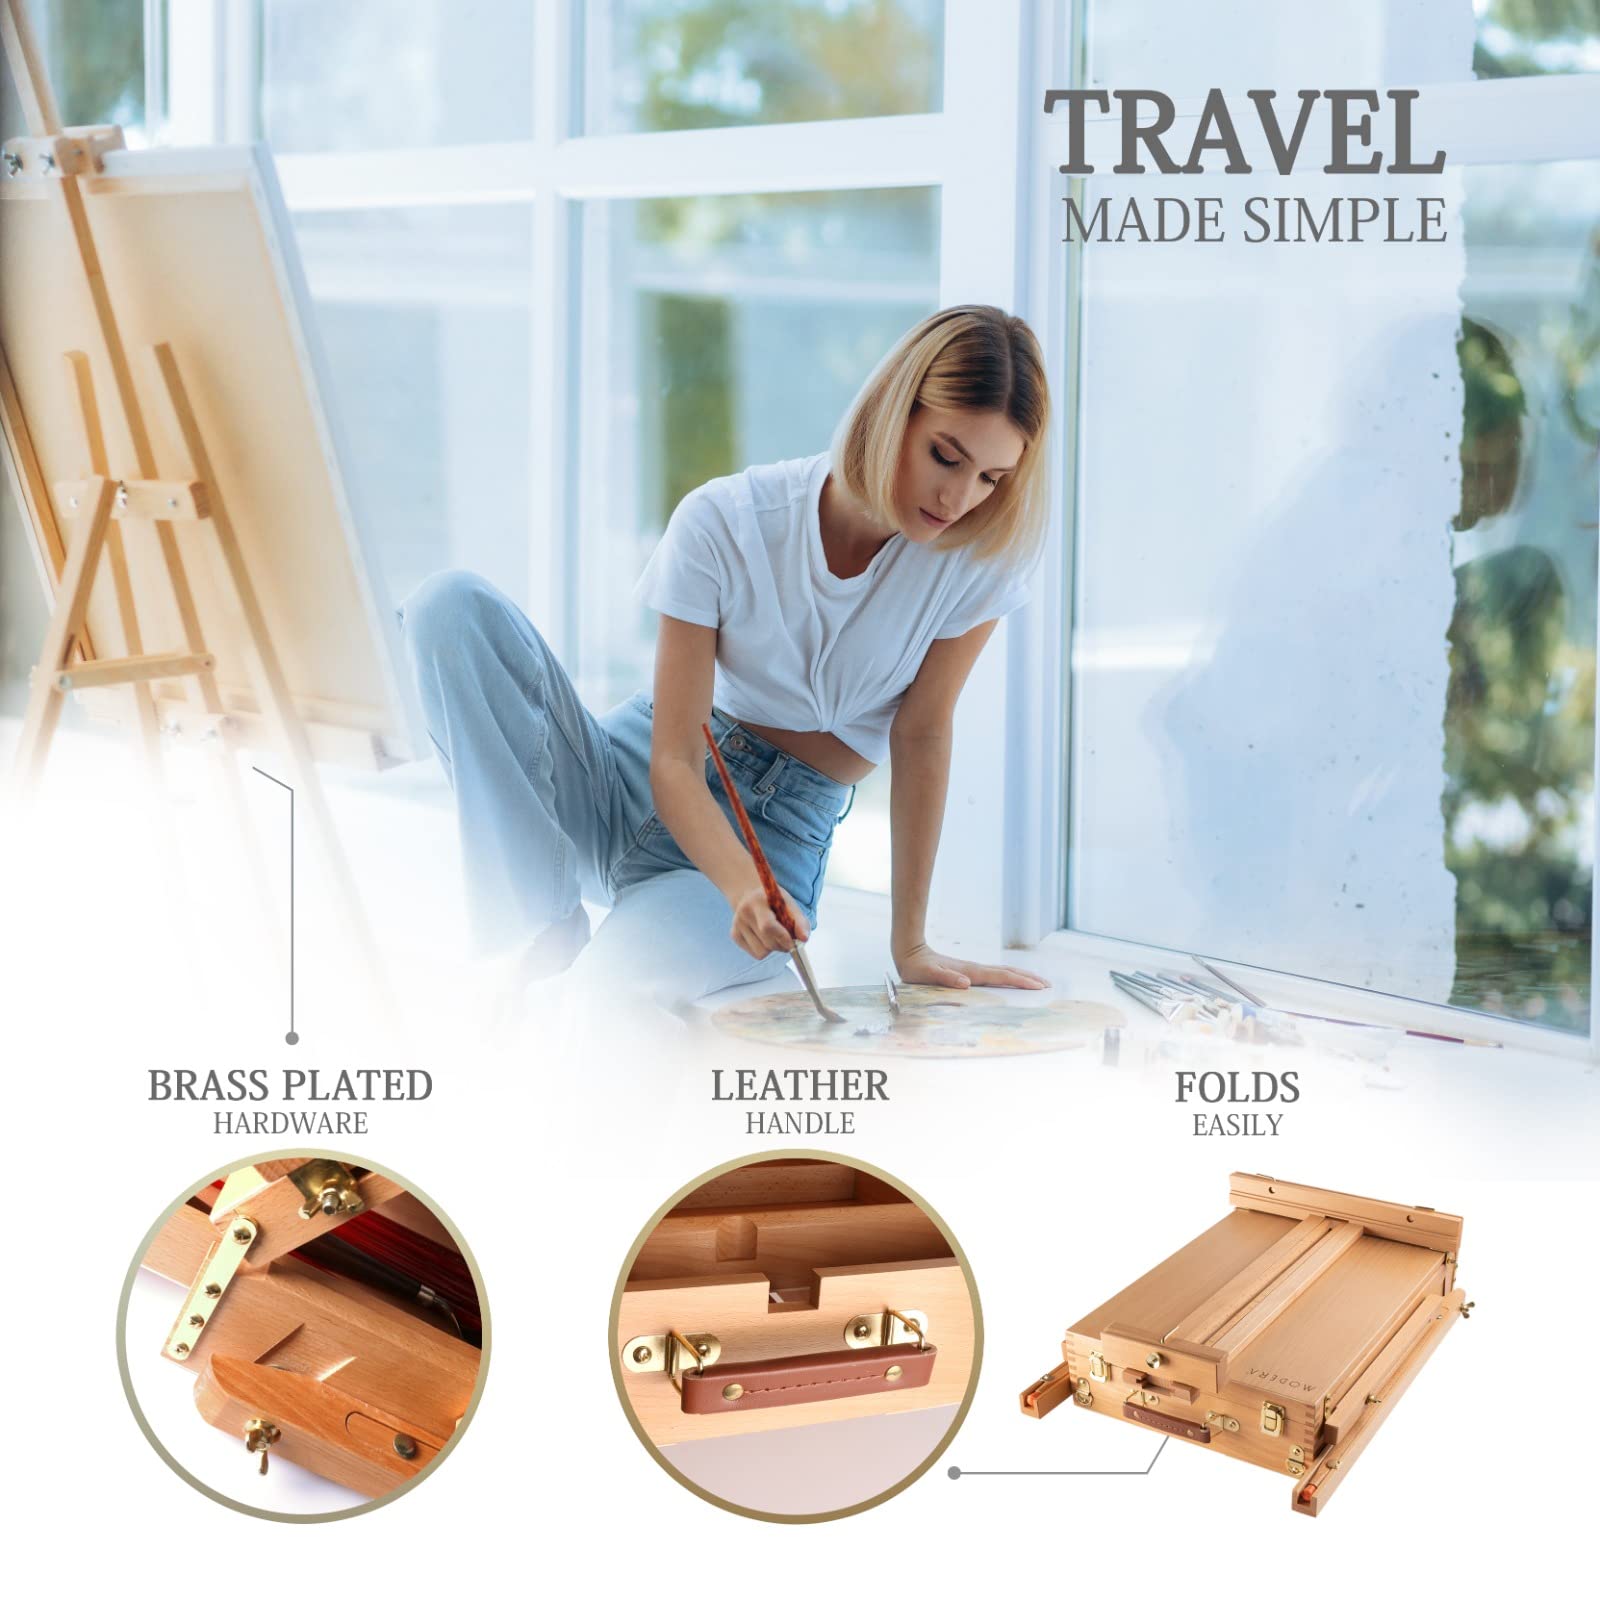 TRAVEL
MADE SIMPLE
BRASS PLATED
HARDWARE
LEATHER
HANDLE
FOLDS
EASILY
MODERA